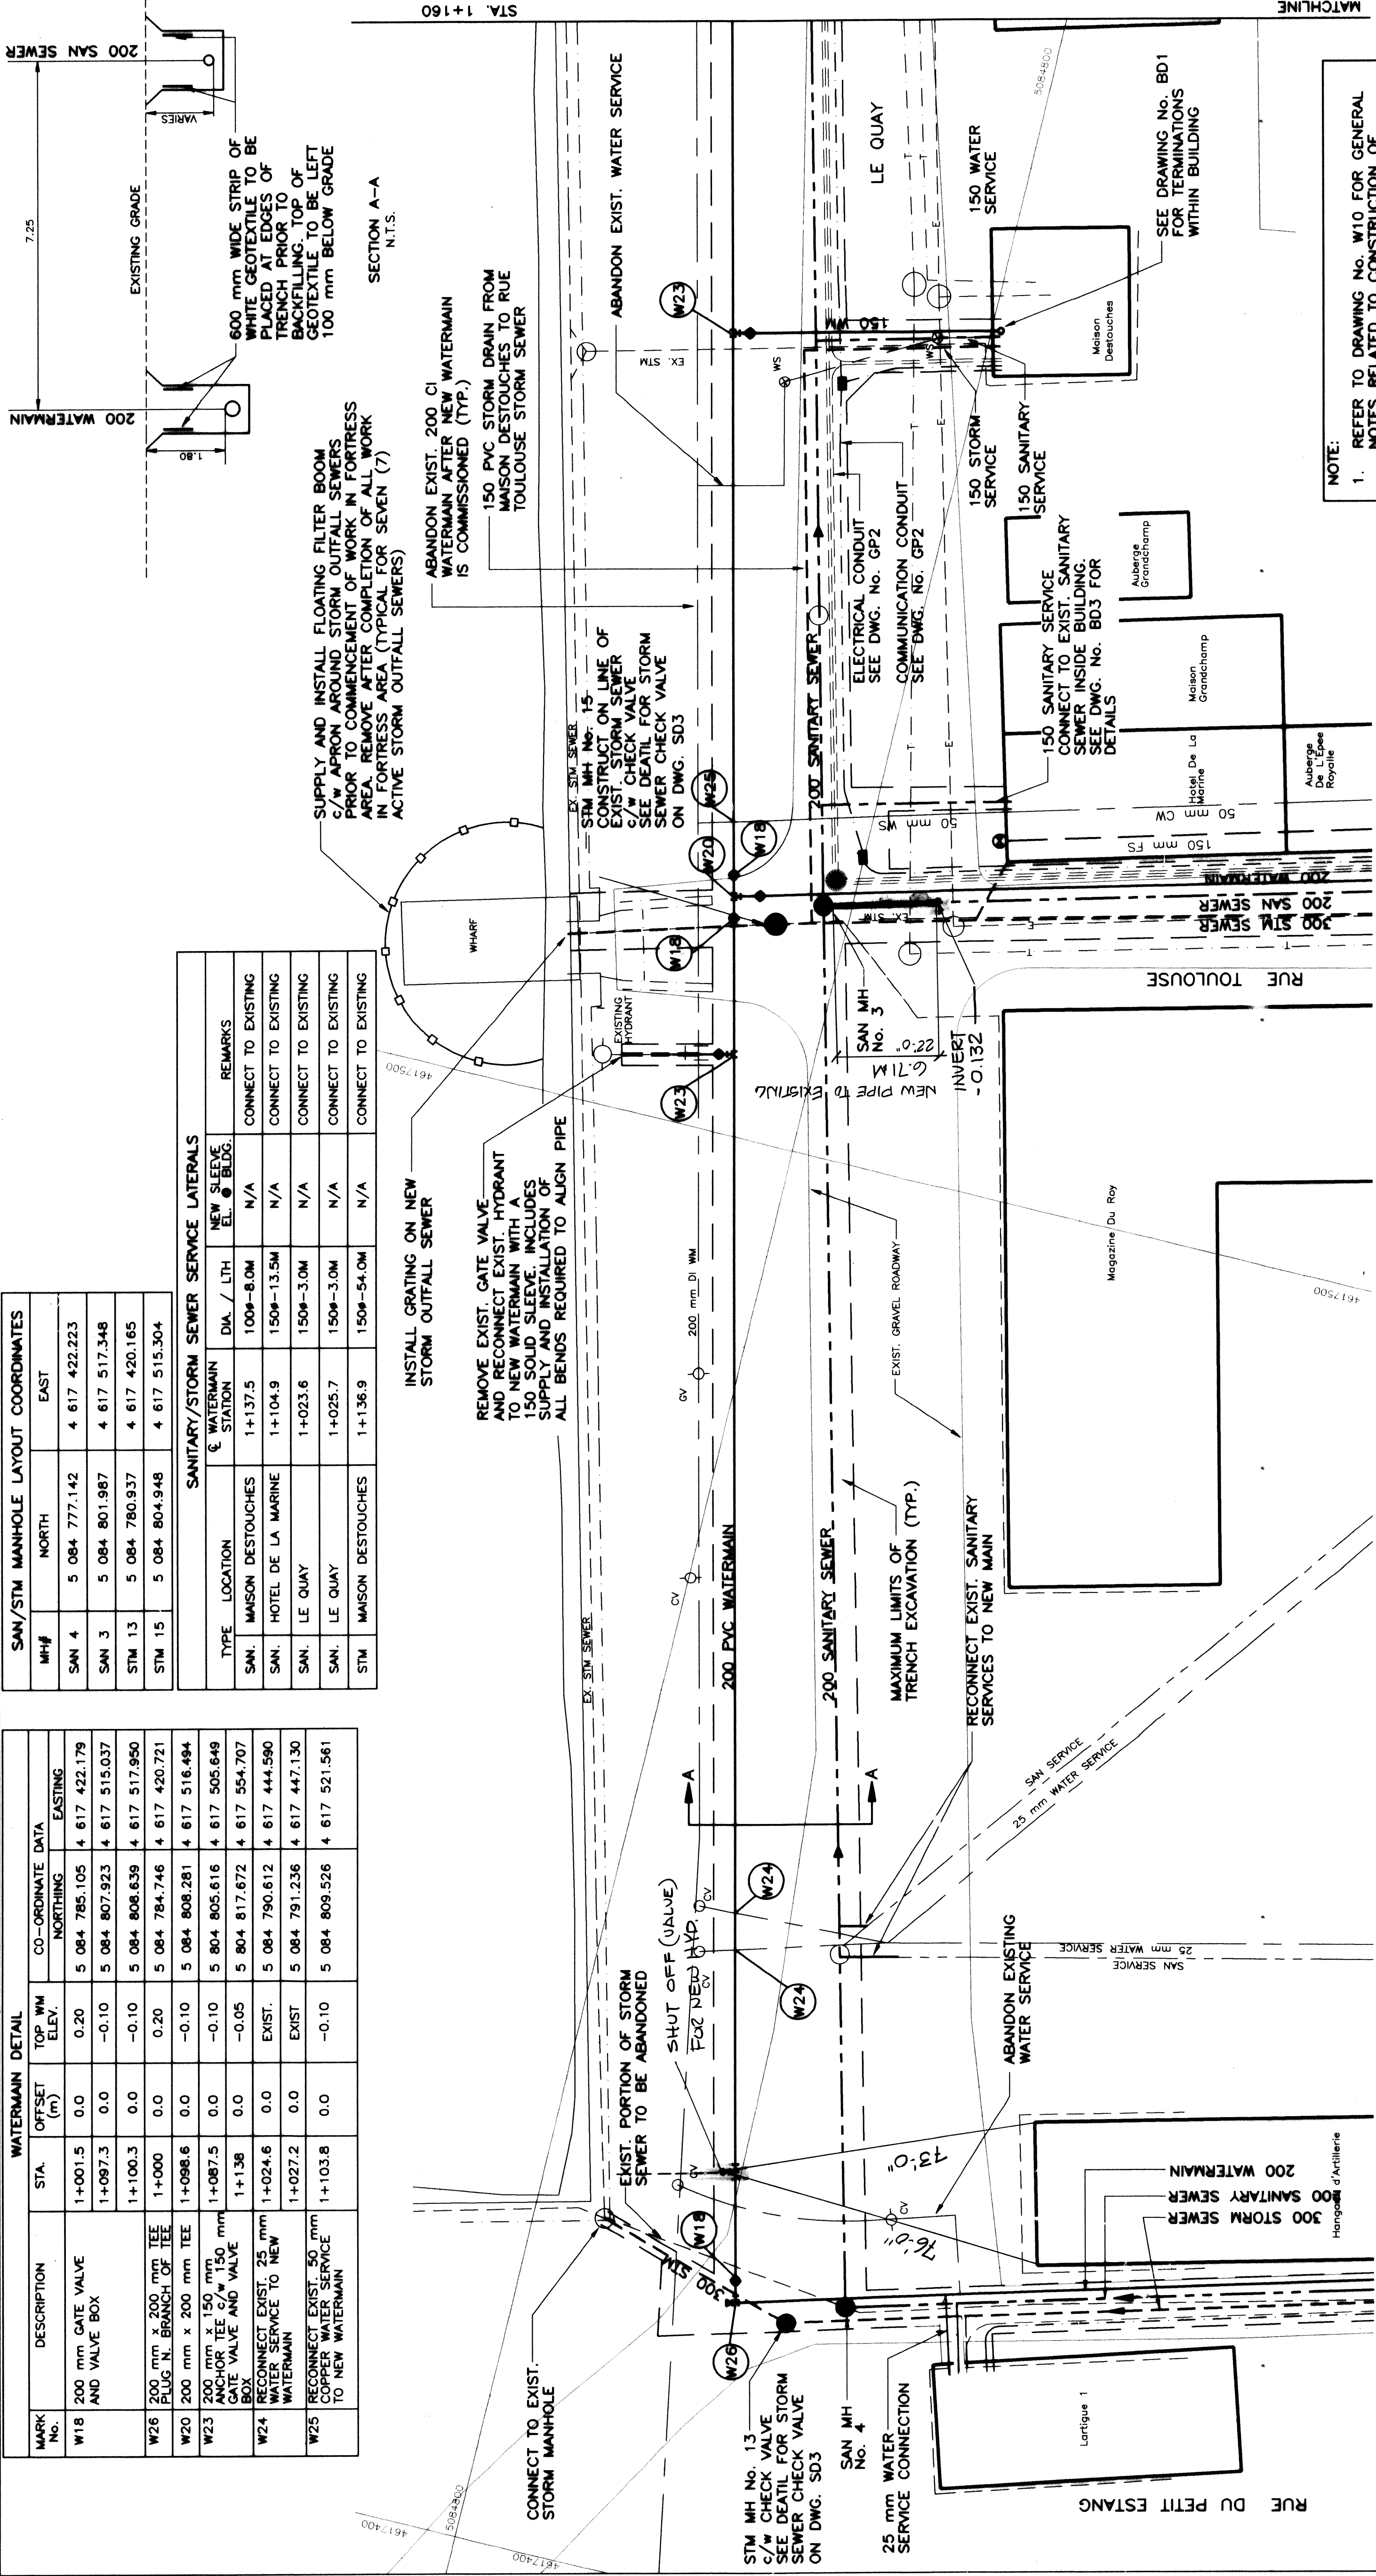 WATERMAIN DETAIL
MARK No. DESCRIPTION STA. OFFSET (m) TOP WM ELEV. CO-ORDINATE DATA NORTHING EASTING
W18 200 mm GATE VALVE AND VALVE BOX 1+001.5 0.0 0.20 5 084 785.105 4 617 422.179
1+097.3 0.0 -0.10 5 084 807.923 4 617 515.037
1+100.3 0.0 -0.10 5 084 808.639 4 617 517.950
W26 200 mm x 200 mm TEE PLUG N. BRANCH OF TEE 1+000 0.0 0.20 5 084 784.746 4 617 420.721
W20 200 mm x 200 mm TEE 1+098.6 0.0 -0.10 5 084 808.281 4 617 516.494
W23 200 mm x 150 mm ANCHOR TEE c/w 150 mm GATE VALVE AND VALVE BOX 1+087.5 0.0 -0.10 5 804 805.616 4 617 505.649
1+138 0.0 -0.05 5 804 817.672 4 617 554.707
W24 RECONNECT EXIST. 25 mm WATER SERVICE TO NEW WATERMAIN 1+024.6 0.0 EXIST. 5 084 790.612 4 617 444.590
1+027.2 0.0 EXIST 5 084 791.236 4 617 447.130
W25 RECONNECT EXIST. 50 mm COPPER WATER SERVICE TO NEW WATERMAIN 1+103.8 0.0 -0.10 5 084 809.526 4 617 521.561
SAN/STM MANHOLE LAYOUT COORDINATES
MH# NORTH EAST
SAN 4 5 084 777.142 4 617 422.223
SAN 3 5 084 801.987 4 617 517.348
STM 13 5 084 780.937 4 617 420.165
STM 15 5 084 804.948 4 617 515.304
SANITARY/STORM SEWER SERVICE LATERALS
TYPE LOCATION ℄ WATERMAIN STATION DIA. / LTH NEW SLEEVE EL. @ BLDG. REMARKS
SAN. MAISON DESTOUCHES 1+137.5 100ø-8.0M N/A CONNECT TO EXISTING
SAN. HOTEL DE LA MARINE 1+104.9 150ø-13.5M N/A CONNECT TO EXISTING
SAN. LE QUAY 1+023.6 150ø-3.0M N/A CONNECT TO EXISTING
SAN. LE QUAY 1+025.7 150ø-3.0M N/A CONNECT TO EXISTING
STM MAISON DESTOUCHES 1+136.9 150ø-54.0M N/A CONNECT TO EXISTING
200 WATERMAIN
7.25
200 SAN SEWER
EXISTING GRADE
1.80
VARIES
600 mm WIDE STRIP OF
WHITE GEOTEXTILE TO BE
PLACED AT EDGES OF
TRENCH PRIOR TO
BACKFILLING. TOP OF
GEOTEXTILE TO BE LEFT
100 mm BELOW GRADE
SECTION A-A
N.T.S.
SUPPLY AND INSTALL FLOATING FILTER BOOM
c/w APRON AROUND STORM OUTFALL SEWERS
PRIOR TO COMMENCEMENT OF WORK IN FORTRESS
AREA. REMOVE AFTER COMPLETION OF ALL WORK
IN FORTRESS AREA (TYPICAL FOR SEVEN (7)
ACTIVE STORM OUTFALL SEWERS)
STA. 1+160
MATCHLINE
INSTALL GRATING ON NEW
STORM OUTFALL SEWER
REMOVE EXIST. GATE VALVE
AND RECONNECT EXIST. HYDRANT
TO NEW WATERMAIN WITH A
150 SOLID SLEEVE. INCLUDES
SUPPLY AND INSTALLATION OF
ALL BENDS REQUIRED TO ALIGN PIPE
ABANDON EXIST. 200 CI
WATERMAIN AFTER NEW WATERMAIN
IS COMMISSIONED (TYP.)
150 PVC STORM DRAIN FROM
MAISON DESTOUCHES TO RUE
TOULOUSE STORM SEWER
ABANDON EXIST. WATER SERVICE
CONNECT TO EXIST.
STORM MANHOLE
4617400
5084800
4617400
4617500
WHARF
EX. STM SEWER
EX. STM SEWER
EX. STM
STM MH No. 15
CONSTRUCT ON LINE OF
EXIST. STORM SEWER
c/w CHECK VALVE
SEE DEATIL FOR STORM
SEWER CHECK VALVE
ON DWG. SD3
EXISTING
HYDRANT
EXIST. PORTION OF STORM
SEWER TO BE ABANDONED
SHUT OFF (VALVE)
FOR NEW HYD.
GV
CV
CV
CV
GV
200 mm DI WM
W26
W18
W24
W24
W23
W18
W20
W25
W18
W23
WS
WS
300 STM
200 PVC WATERMAIN
A
A
200 SANITARY SEWER
200 SANITARY SEWER
150 WM
STM MH No. 13
c/w CHECK VALVE
SEE DEATIL FOR STORM
SEWER CHECK VALVE
ON DWG. SD3
SAN MH
No. 4
25 mm WATER
SERVICE CONNECTION
76'0"
73'0"
CV
ABANDON EXISTING
WATER SERVICE
MAXIMUM LIMITS OF
TRENCH EXCAVATION (TYP.)
RECONNECT EXIST. SANITARY
SERVICES TO NEW MAIN
EXIST. GRAVEL ROADWAY
SAN MH
No. 3
NEW PIPE TO EXISTING
6.71M
22'0"
INVERT
-0.132
EX. STM
50 mm WS
ELECTRICAL CONDUIT
SEE DWG. No. GP2
COMMUNICATION CONDUIT
SEE DWG. No. GP2
150 SANITARY SERVICE
CONNECT TO EXIST. SANITARY
SEWER INSIDE BUILDING.
SEE DWG. No. BD3 FOR
DETAILS
150 STORM
SERVICE
150 SANITARY
SERVICE
LE QUAY
150 WATER
SERVICE
SEE DRAWING No. BD1
FOR TERMINATIONS
WITHIN BUILDING
5084800
T
T
T
T
T
E
E
E
E
SAN SERVICE
25 mm WATER SERVICE
25 mm WATER SERVICE
SAN SERVICE
Lartigue 1
RUE DU PETIT ESTANG
200 WATERMAIN
200 SANITARY SEWER
300 STORM SEWER
Hangard d'Artillerie
Magazine Du Roy
4617500
RUE TOULOUSE
200 WATERMAIN
200 SAN SEWER
300 STM SEWER
150 mm FS
50 mm CW
Hotel De La
Marine
Maison
Grandchamp
Auberge
Grandchamp
Auberge
De L'Epee
Royalle
Maison
Destouches
NOTE:
1. REFER TO DRAWING No. W10 FOR GENERAL
NOTES RELATED TO CONSTRUCTION OF